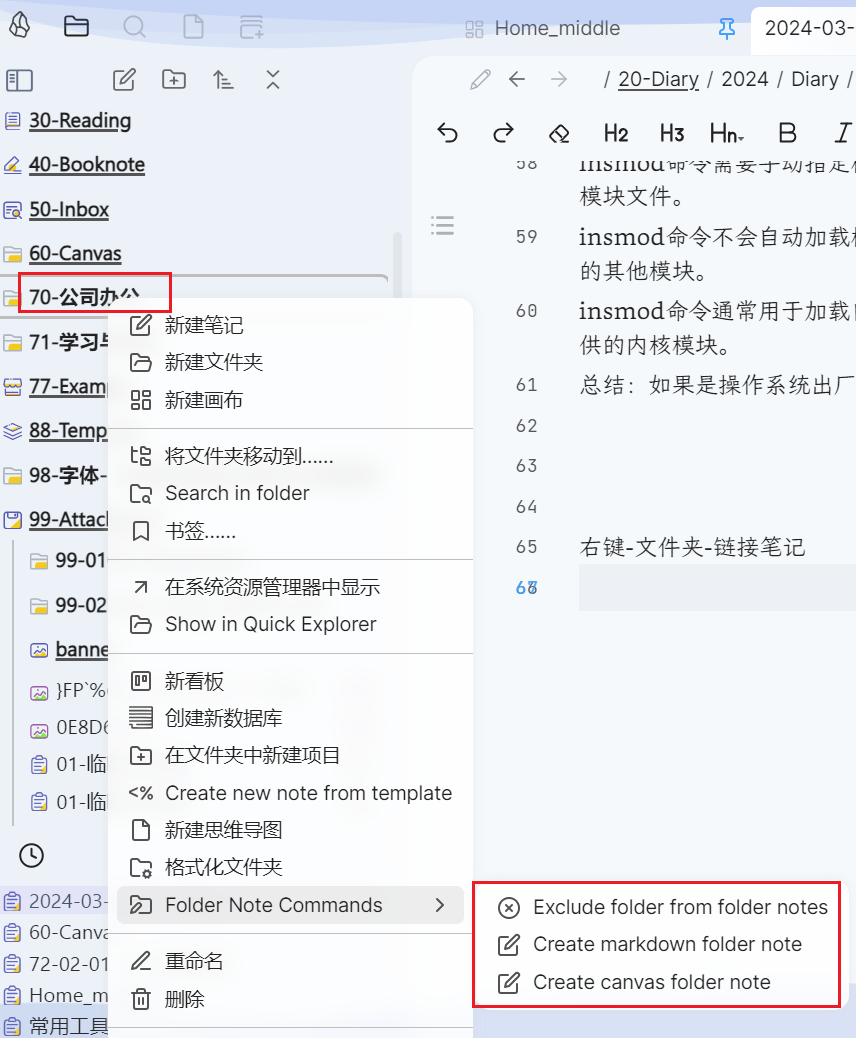 Home_middle
2024-03-
/ 20-Diary / 2024 / Diary /
H2 H3 Hn B I
30-Reading
40-Booknote
50-Inbox
60-Canvas
70-公司办公
71-学习与
77-Examp
88-Temp
98-字体-
99-Attach
99-01
99-02
banne
}FP`%
0E8D6
01-临
01-临
2024-03-
60-Canva
72-02-01
Home_m
常用工具
新建笔记
新建文件夹
新建画布
将文件夹移动到......
Search in folder
书签......
在系统资源管理器中显示
Show in Quick Explorer
新看板
创建新数据库
在文件夹中新建项目
<% Create new note from template
新建思维导图
格式化文件夹
Folder Note Commands
重命名
删除
Exclude folder from folder notes
Create markdown folder note
Create canvas folder note
58 insmod命令需要手动指定
模块文件。
59 insmod命令不会自动加载
的其他模块。
60 insmod命令通常用于加载
供的内核模块。
61 总结：如果是操作系统出厂
62
63
64
65 右键-文件夹-链接笔记